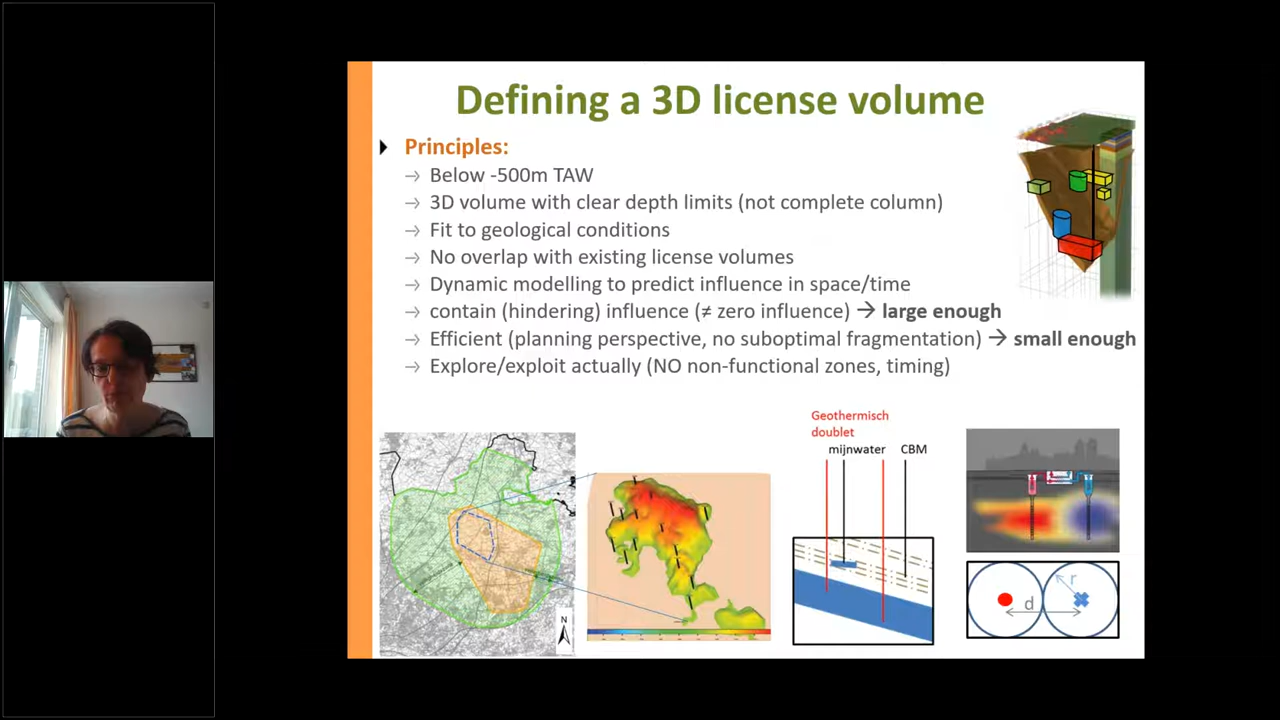 Defining a 3D license volume
Principles:
→ Below -500m TAW
→ 3D volume with clear depth limits (not complete column)
→ Fit to geological conditions
→ No overlap with existing license volumes
→ Dynamic modelling to predict influence in space/time
→ contain (hindering) influence (≠ zero influence) → large enough
→ Efficient (planning perspective, no suboptimal fragmentation) → small enough
→ Explore/exploit actually (NO non-functional zones, timing)
Geothermisch
doublet
mijnwater CBM
N
r
d